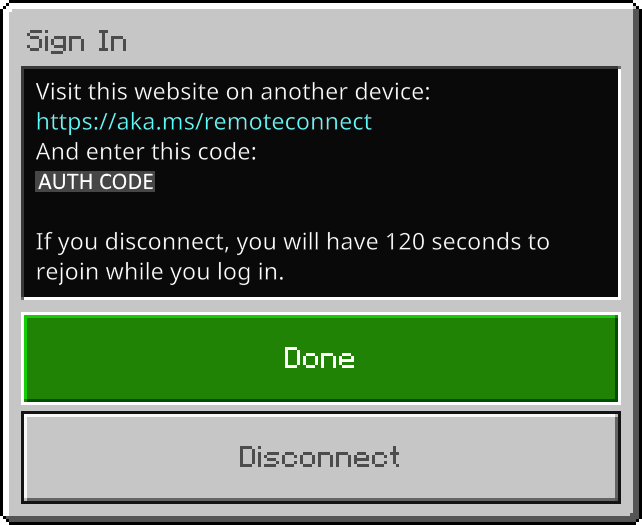 Sign In
Visit this website on another device:
https://aka.ms/remoteconnect
And enter this code:
AUTH CODE
If you disconnect, you will have 120 seconds to
rejoin while you log in.
Done
Disconnect